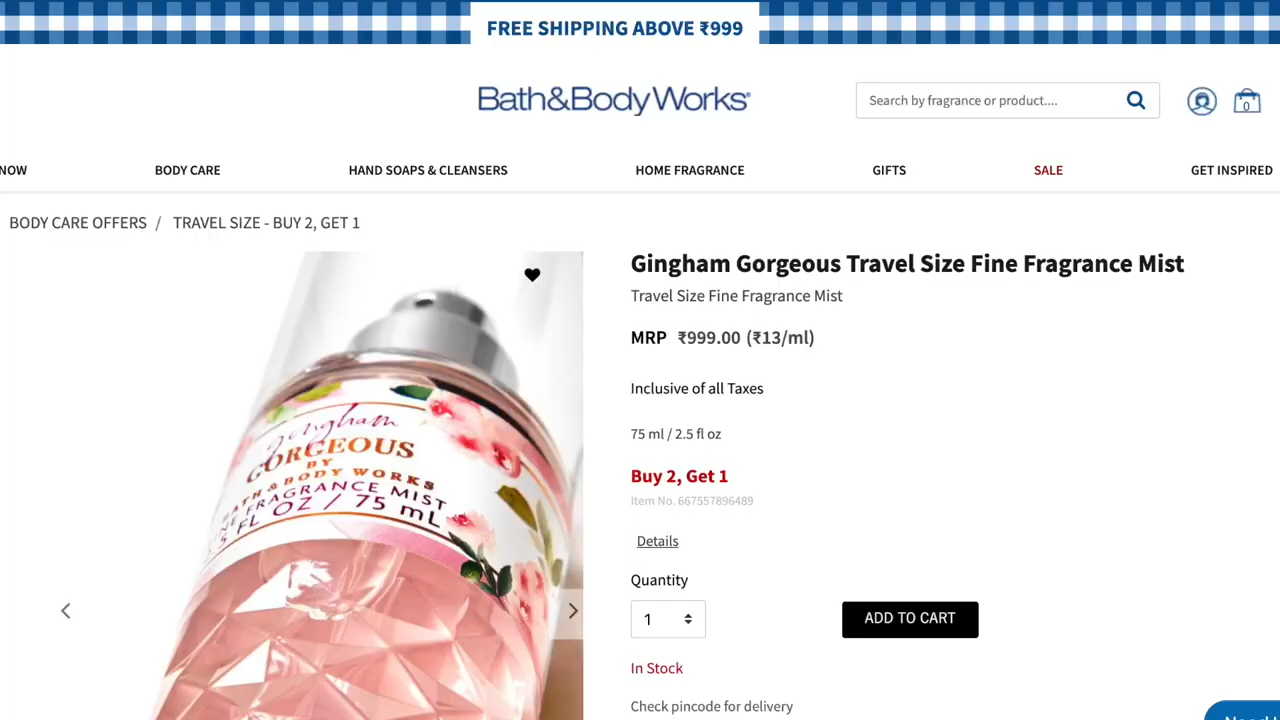 FREE SHIPPING ABOVE ₹999
Bath&Body Works®
Search by fragrance or product....
0
NOW
BODY CARE
HAND SOAPS & CLEANSERS
HOME FRAGRANCE
GIFTS
SALE
GET INSPIRED
BODY CARE OFFERS / TRAVEL SIZE - BUY 2, GET 1
gingham
GORGEOUS
BY
BATH & BODY WORKS
FINE FRAGRANCE MIST
FL OZ / 75 mL
Gingham Gorgeous Travel Size Fine Fragrance Mist
Travel Size Fine Fragrance Mist
MRP ₹999.00 (₹13/ml)
Inclusive of all Taxes
75 ml / 2.5 fl oz
Buy 2, Get 1
Item No. 667557896489
Details
Quantity
1
ADD TO CART
In Stock
Check pincode for delivery